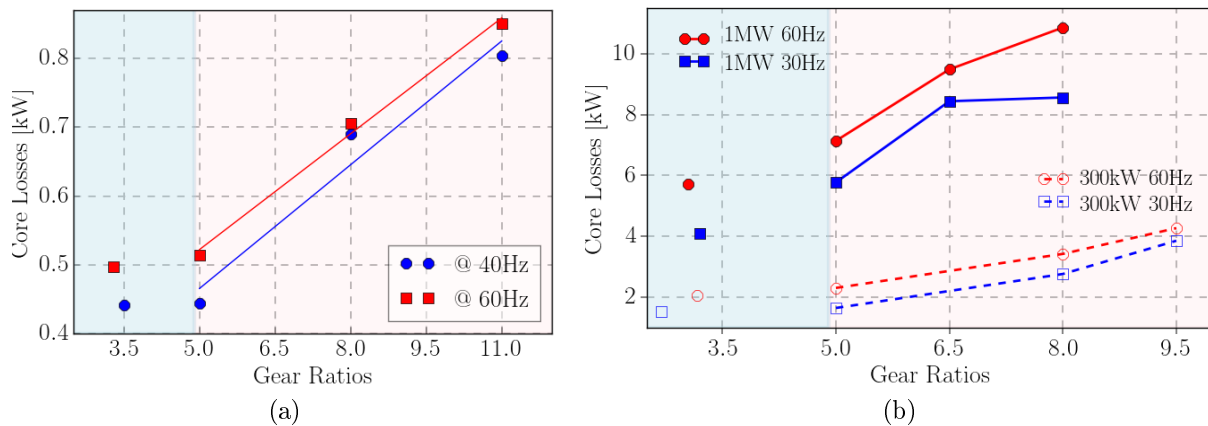 0.8
0.7
0.6
0.5
0.4
Core Losses [kW]
@ 40Hz
@ 60Hz
3.5 5.0 6.5 8.0 9.5 11.0
Gear Ratios
(a)
10
8
6
4
2
Core Losses [kW]
1MW 60Hz
1MW 30Hz
300kW 60Hz
300kW 30Hz
3.5 5.0 6.5 8.0 9.5
Gear Ratios
(b)